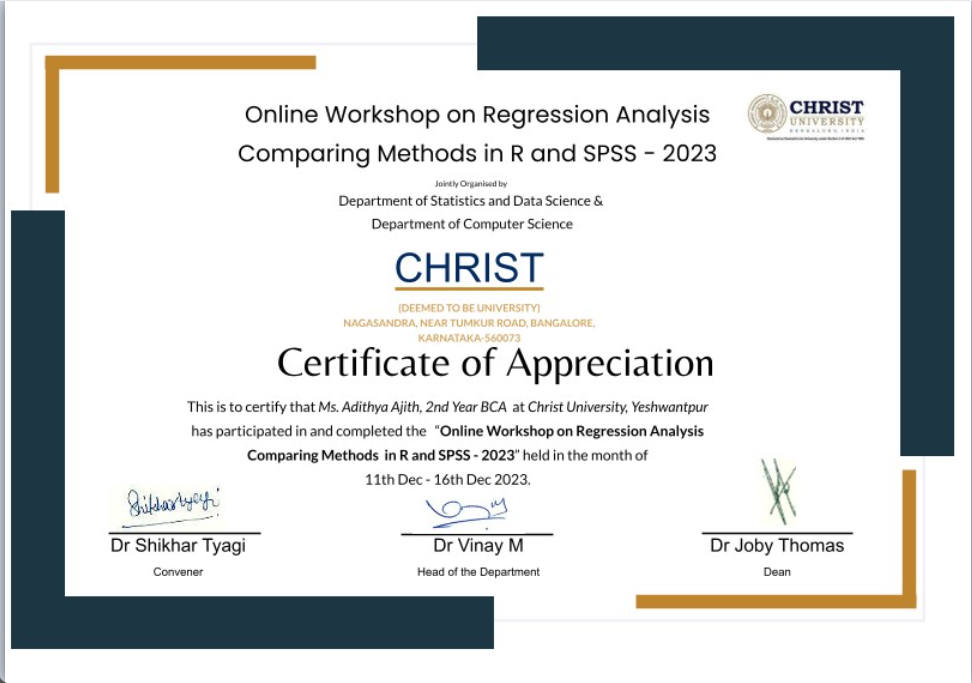 Online Workshop on Regression Analysis
Comparing Methods in R and SPSS - 2023
CHRIST
UNIVERSITY
BENGALURU, INDIA
Jointly Organised by
Department of Statistics and Data Science &
Department of Computer Science
CHRIST
(DEEMED TO BE UNIVERSITY)
NAGASANDRA, NEAR TUMKUR ROAD, BANGALORE,
KARNATAKA-560073
Certificate of Appreciation
This is to certify that Ms. Adithya Ajith, 2nd Year BCA at Christ University, Yeshwantpur
has participated in and completed the “Online Workshop on Regression Analysis
Comparing Methods in R and SPSS - 2023” held in the month of
11th Dec - 16th Dec 2023.
Shikhartyagi
Dr Shikhar Tyagi
Convener
Dr Vinay M
Head of the Department
Dr Joby Thomas
Dean